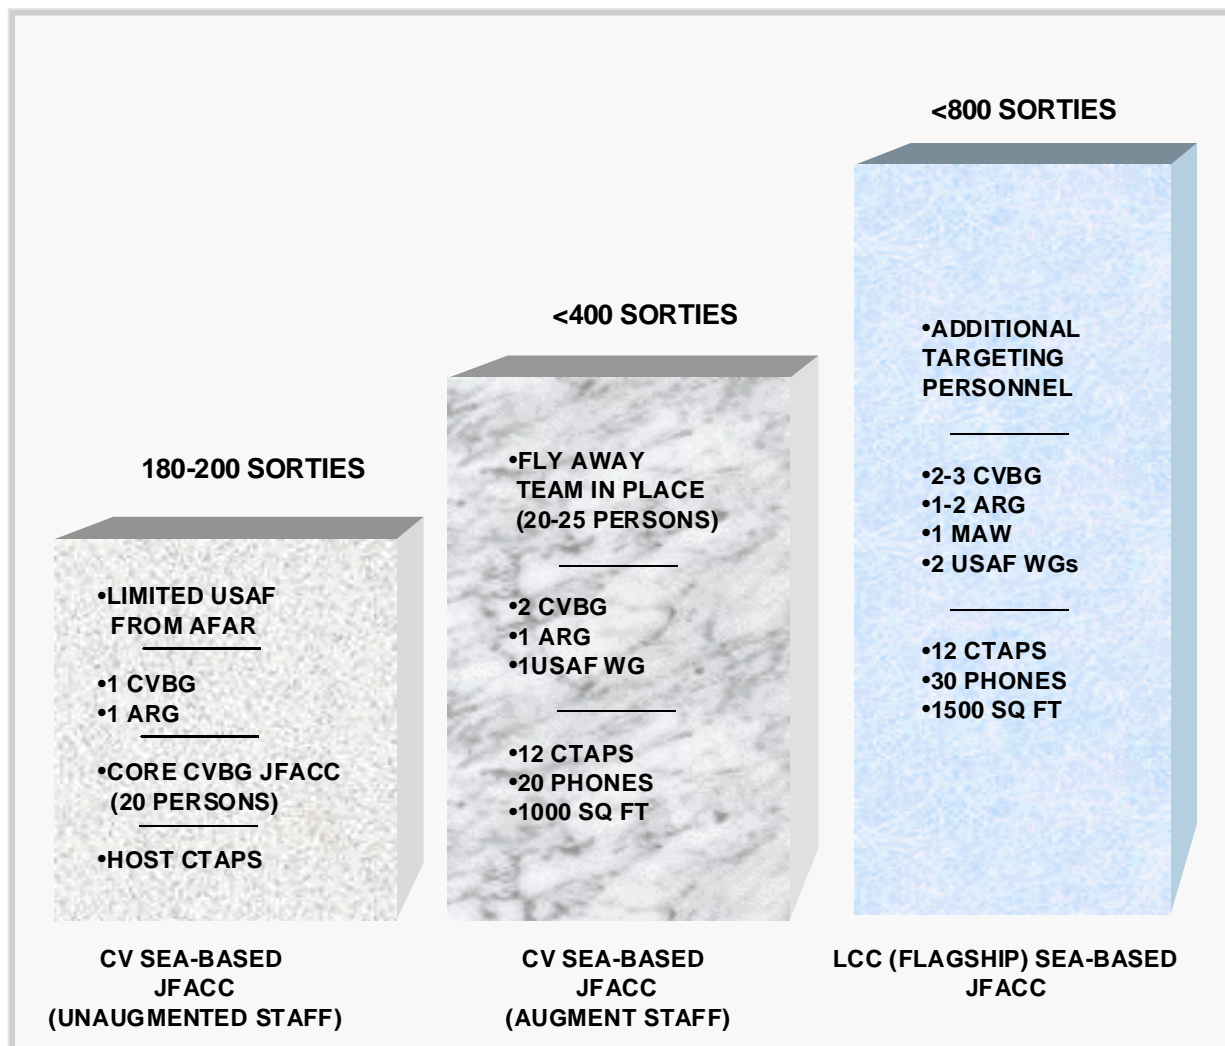 <800 SORTIES
•ADDITIONAL
TARGETING
PERSONNEL
•2-3 CVBG
•1-2 ARG
•1 MAW
•2 USAF WGs
•12 CTAPS
•30 PHONES
•1500 SQ FT
<400 SORTIES
•FLY AWAY
TEAM IN PLACE
(20-25 PERSONS)
•2 CVBG
•1 ARG
•1USAF WG
•12 CTAPS
•20 PHONES
•1000 SQ FT
180-200 SORTIES
•LIMITED USAF
FROM AFAR
•1 CVBG
•1 ARG
•CORE CVBG JFACC
(20 PERSONS)
•HOST CTAPS
CV SEA-BASED
JFACC
(UNAUGMENTED STAFF)
CV SEA-BASED
JFACC
(AUGMENT STAFF)
LCC (FLAGSHIP) SEA-BASED
JFACC